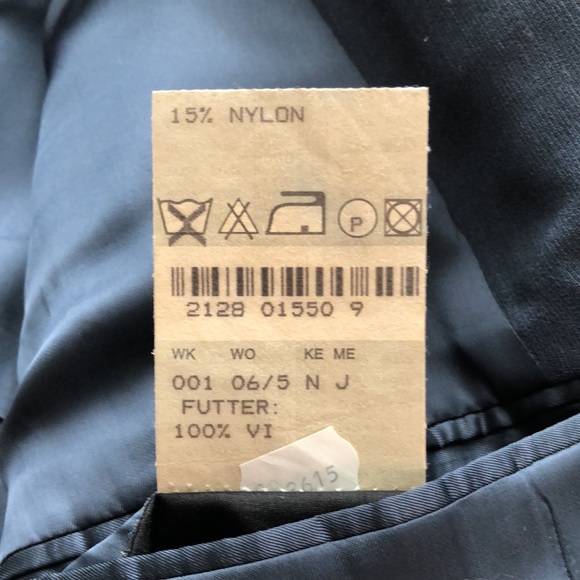 15% NYLON
P
2128 01550 9
WK WO KE ME
001 06/5 N J
FUTTER:
100% VI